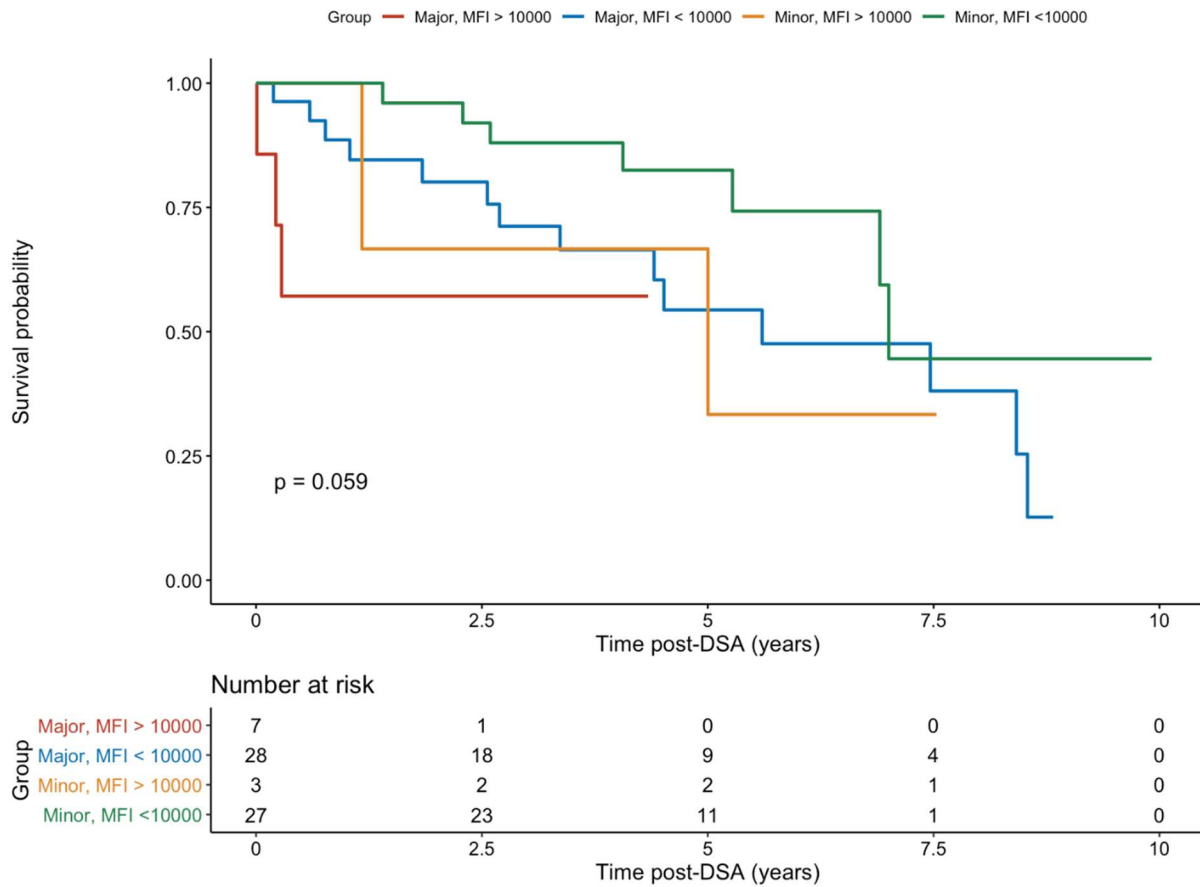 Group Major, MFI > 10000 Major, MFI < 10000 Minor, MFI > 10000 Minor, MFI <10000
Survival probability
1.00
0.75
0.50
0.25
0.00
p = 0.059
0 2.5 5 7.5 10
Time post-DSA (years)
Number at risk
Group
Major, MFI > 10000 7 1 0 0 0
Major, MFI < 10000 28 18 9 4 0
Minor, MFI > 10000 3 2 2 1 0
Minor, MFI <10000 27 23 11 1 0
0 2.5 5 7.5 10
Time post-DSA (years)